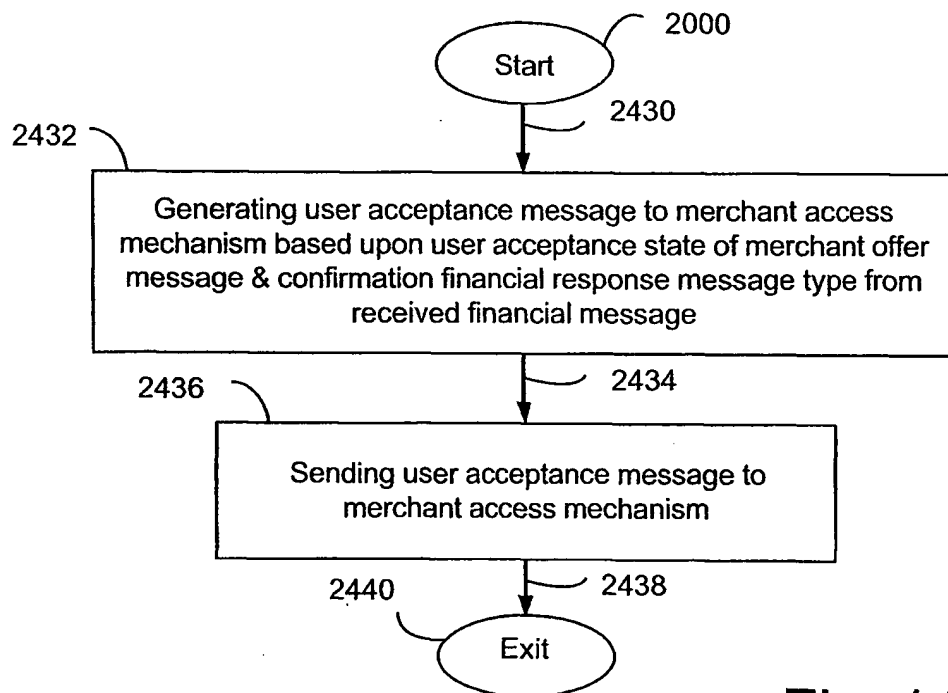 2000
Start
2430
2432
Generating user acceptance message to merchant access
mechanism based upon user acceptance state of merchant offer
message & confirmation financial response message type from
received financial message
2434
2436
Sending user acceptance message to
merchant access mechanism
2438
2440
Exit